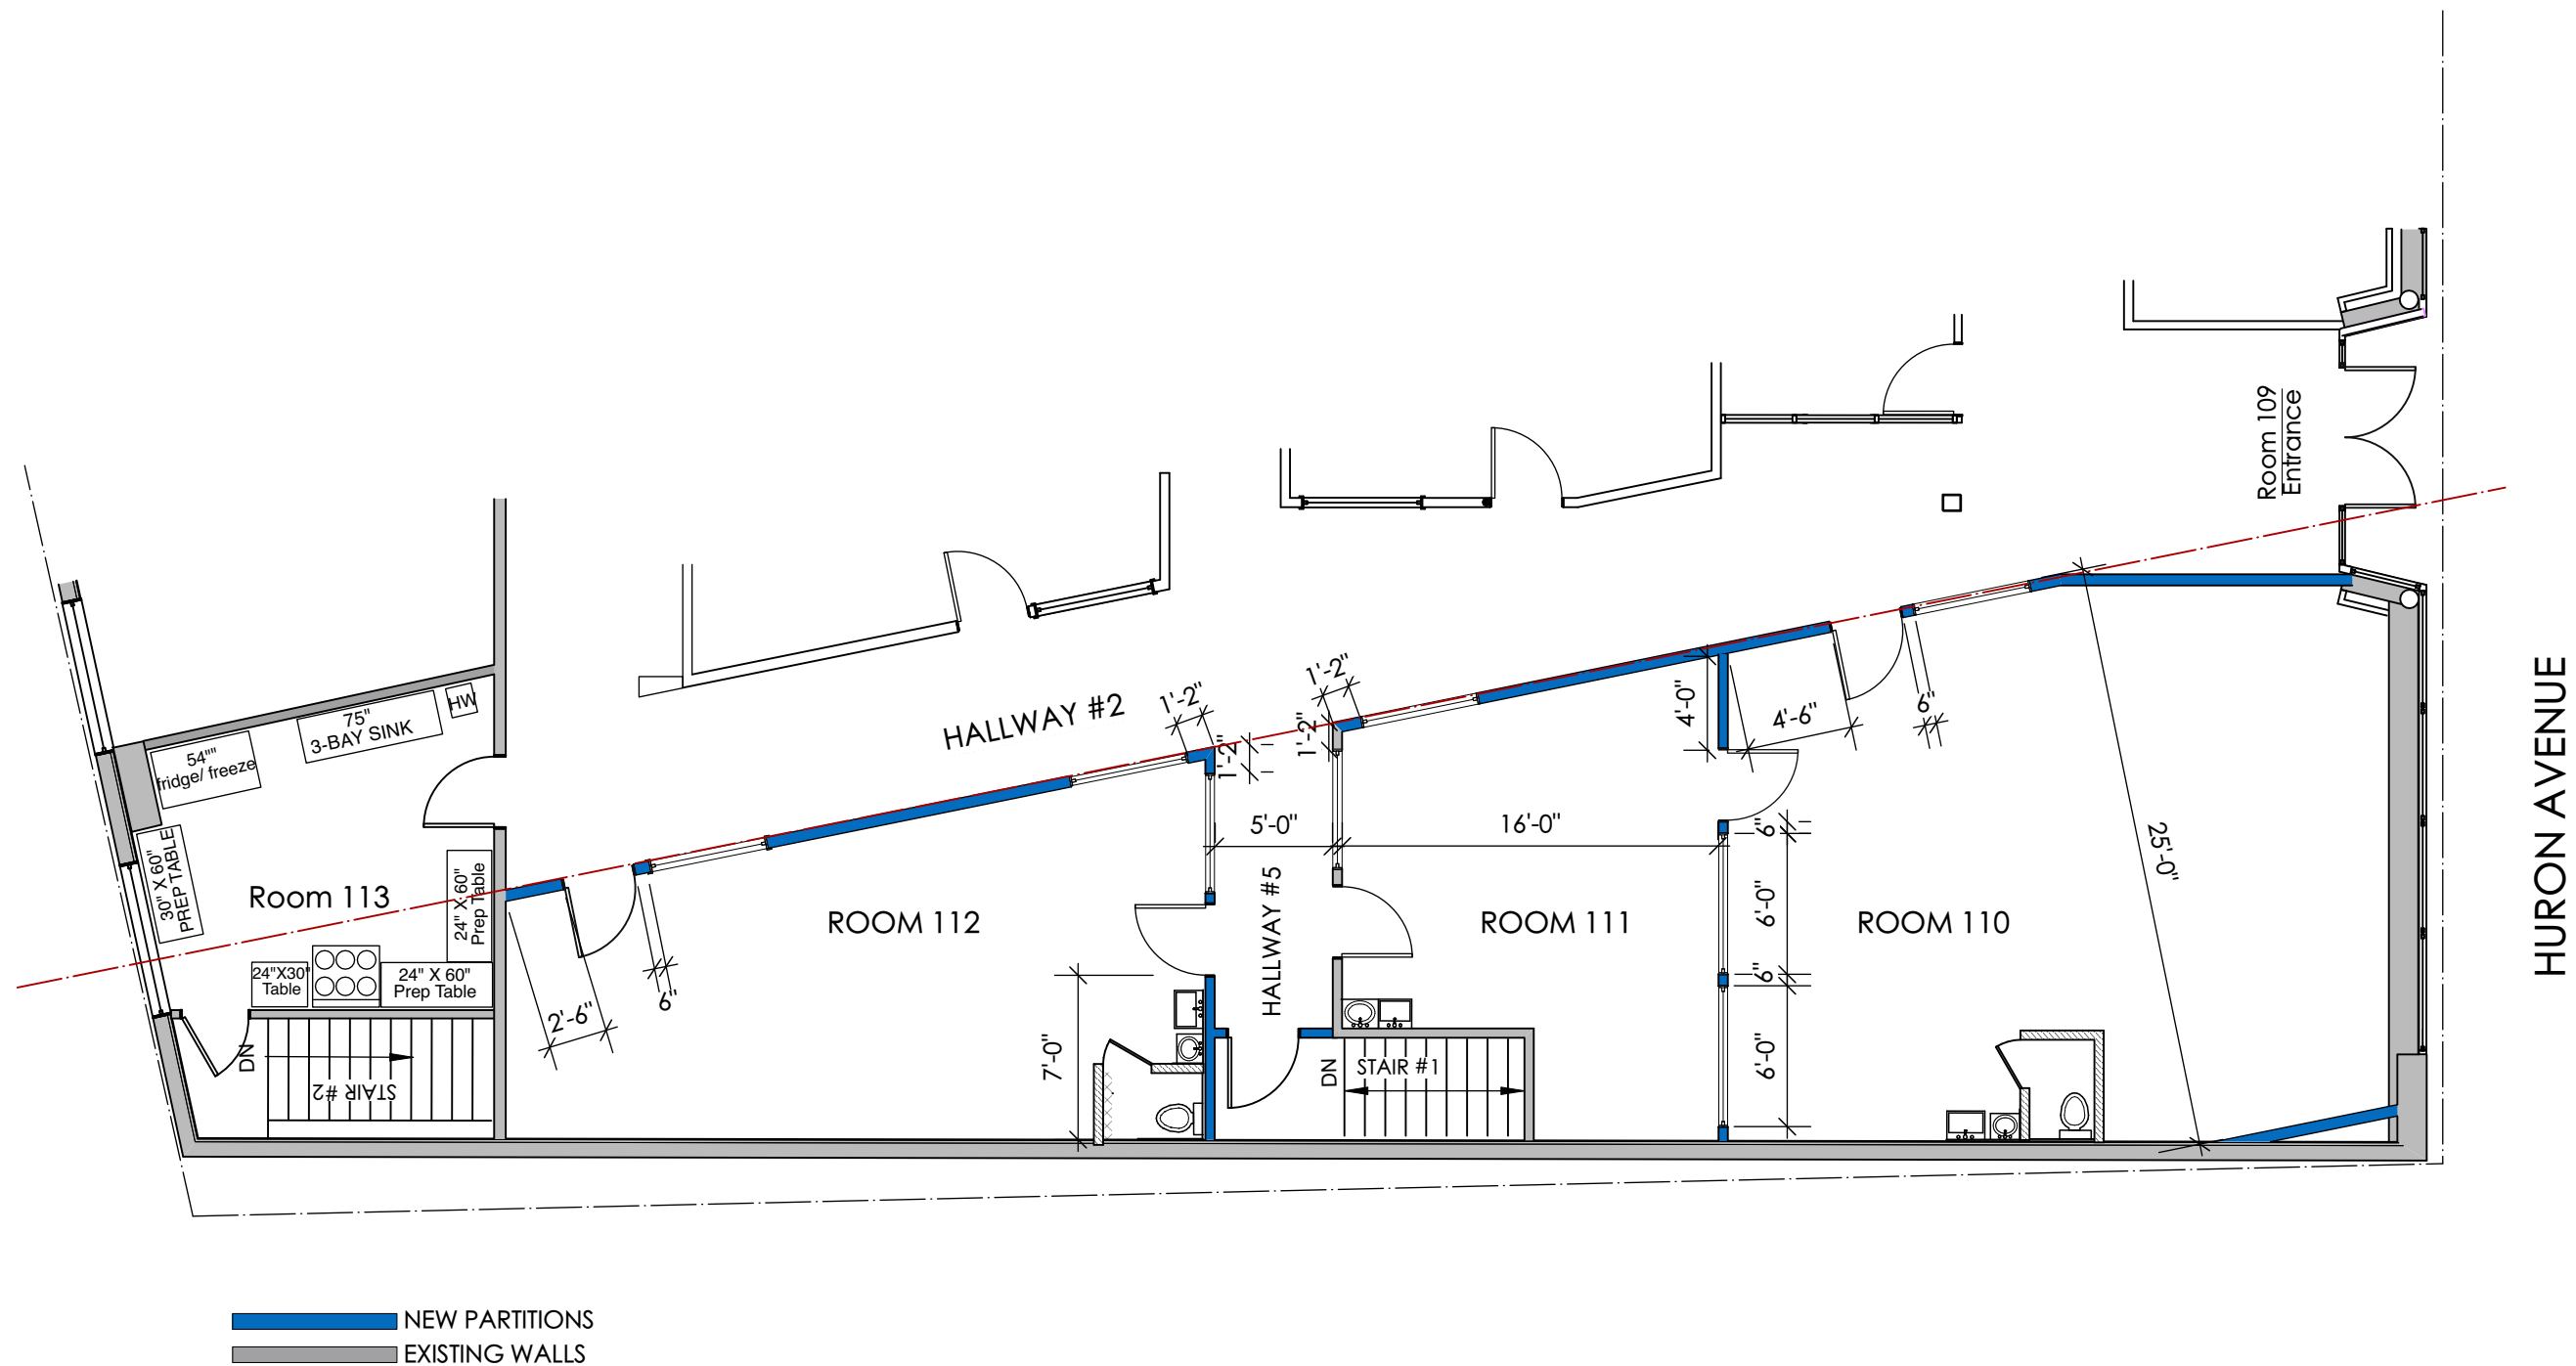 Room 109
Entrance
HURON AVENUE
HALLWAY #2
1'-2"
1'-2"
1'-2"
1'-2"
4'-0"
4'-6"
6"
25'-0"
HW
75"
3-BAY SINK
54""
fridge/ freeze
30" X 60"
PREP TABLE
Room 113
24" X 60"
Prep Table
24"X30"
Table
24" X 60"
Prep Table
DN
STAIR #2
2'-6"
6"
ROOM 112
7'-0"
5'-0"
HALLWAY #5
16'-0"
ROOM 111
DN
STAIR #1
6"
6'-0"
6"
6'-0"
ROOM 110
NEW PARTITIONS
EXISTING WALLS